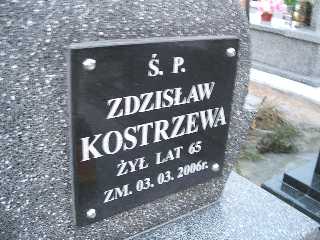 Ś. P.
ZDZISŁAW
KOSTRZEWA
ŻYŁ LAT 65
ZM. 03. 03. 2006r.